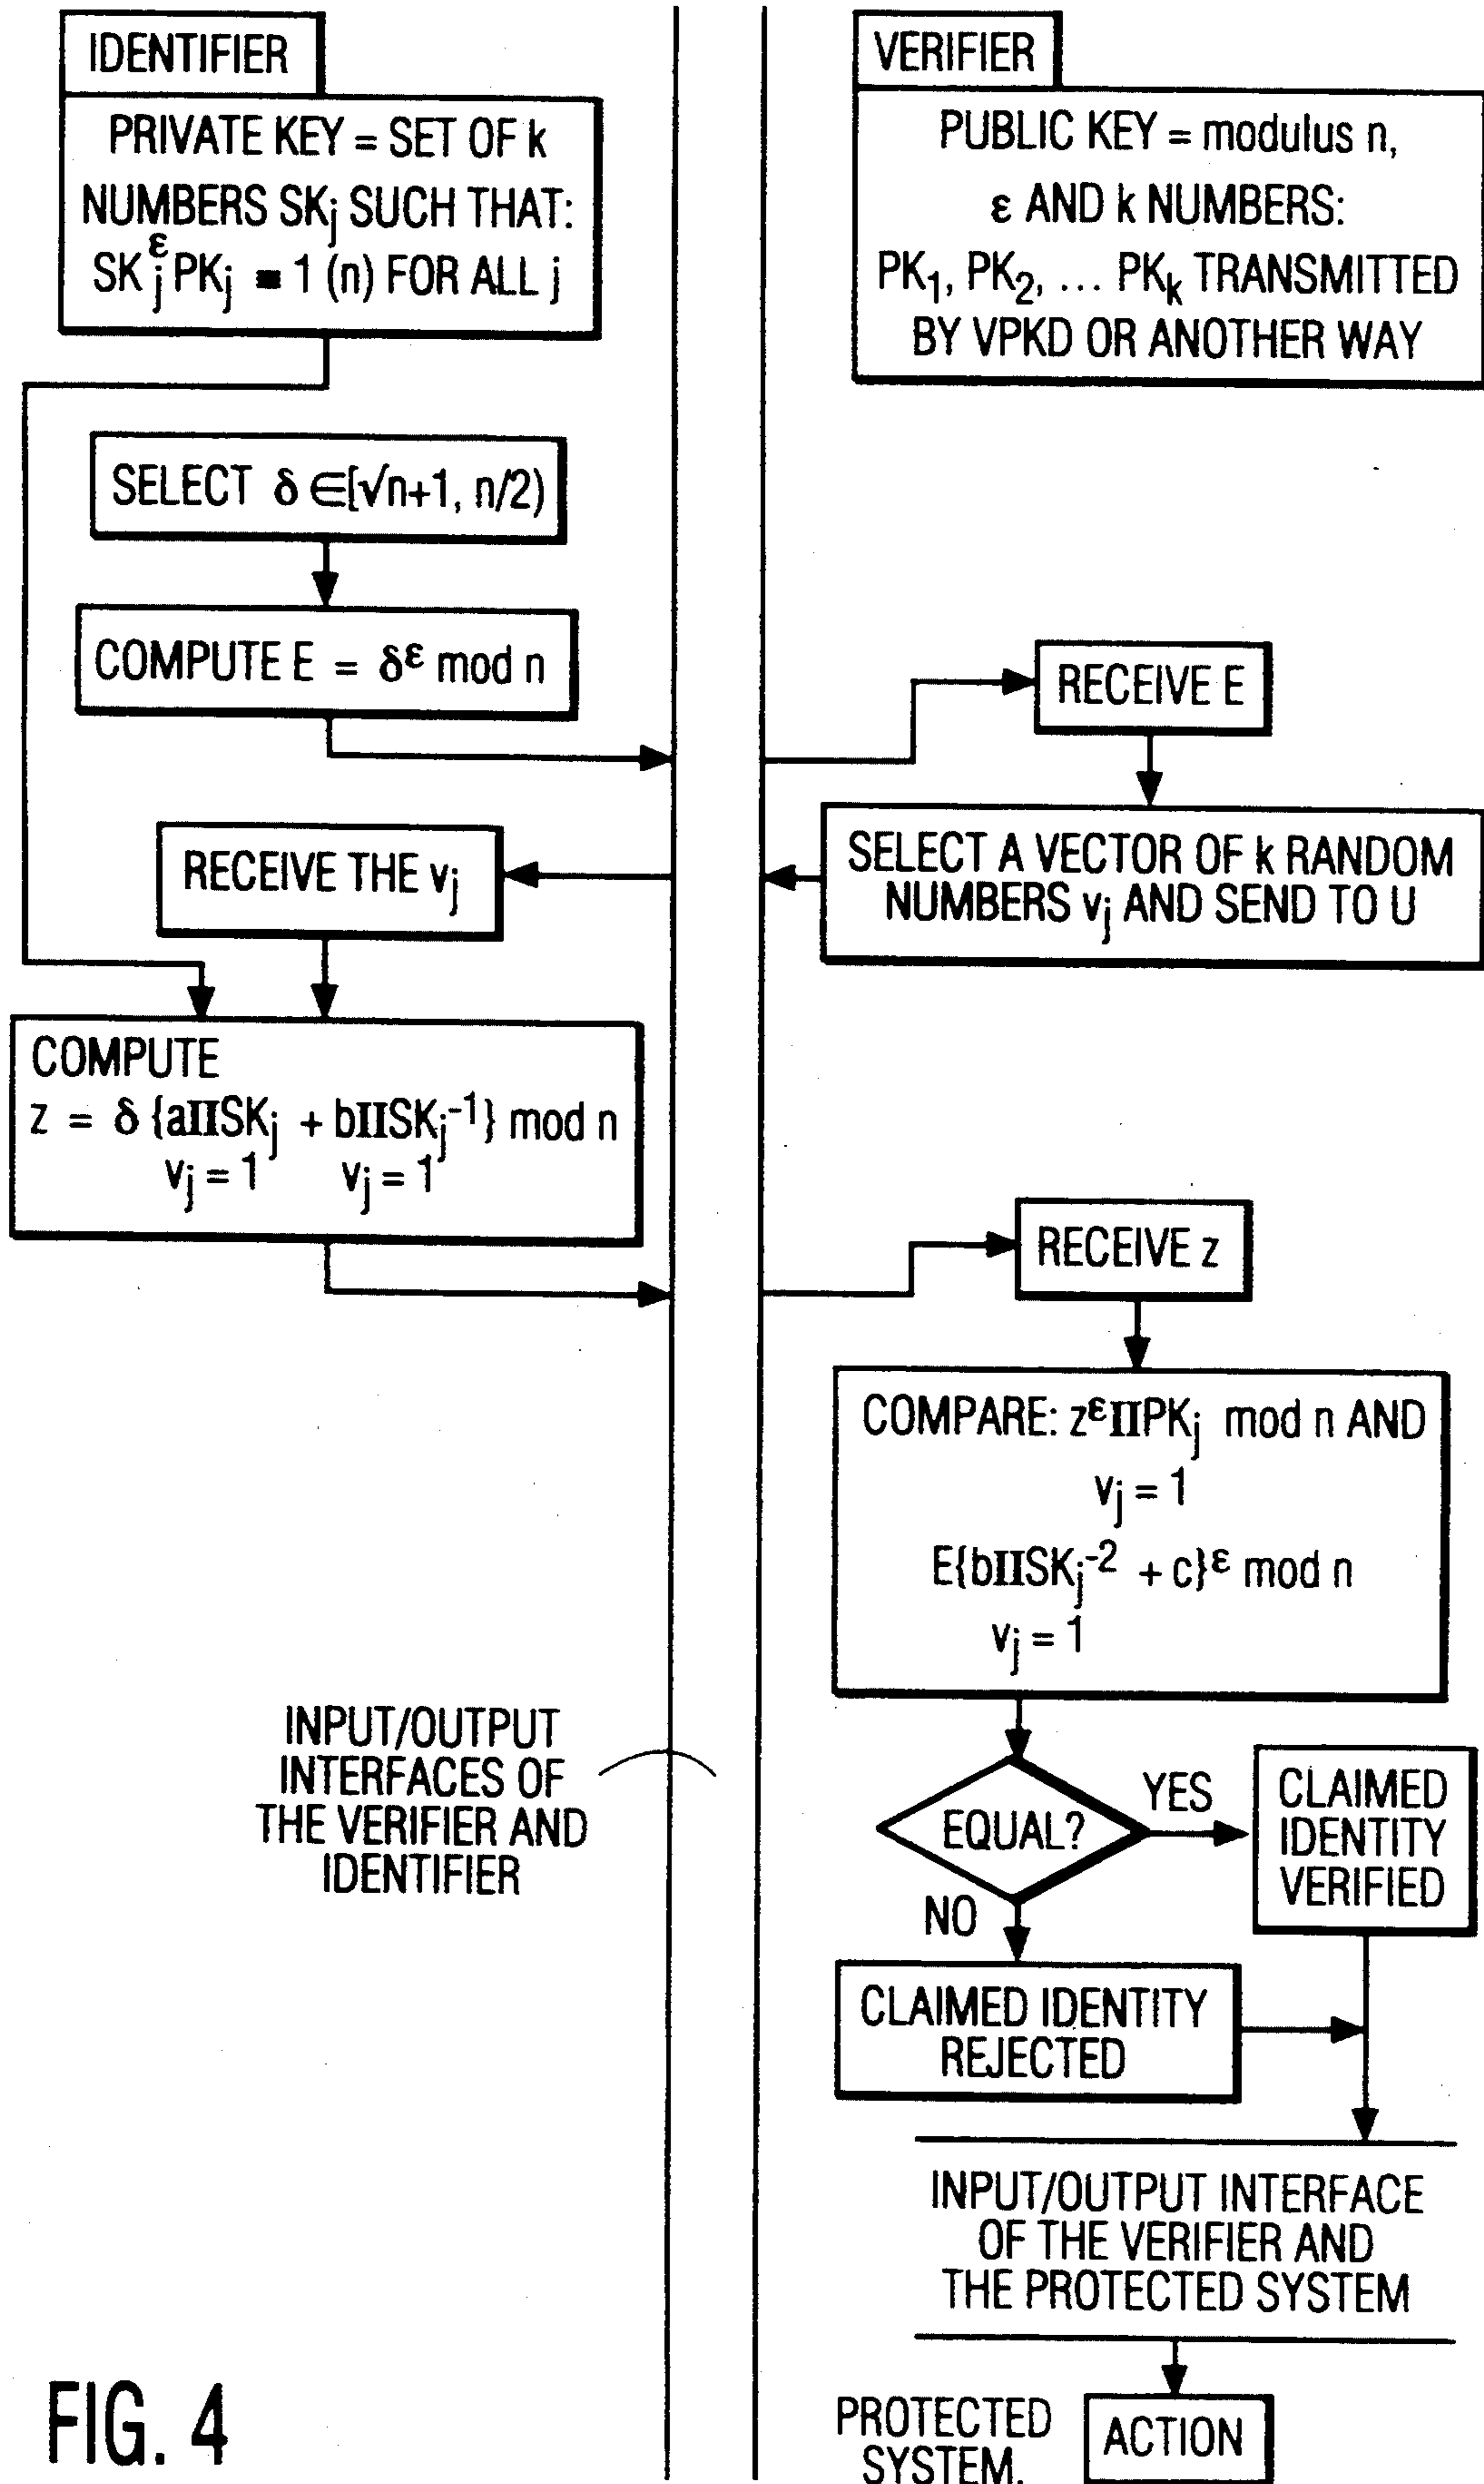 IDENTIFIER
PRIVATE KEY = SET OF k
NUMBERS SKj SUCH THAT:
SK j^ε PKj ≡ 1 (n) FOR ALL j
SELECT δ ∈[√n+1, n/2)
COMPUTE E = δ^ε mod n
RECEIVE THE vj
COMPUTE
z = δ {aΠSKj + bΠSKj^-1} mod n
vj = 1 vj = 1
INPUT/OUTPUT
INTERFACES OF
THE VERIFIER AND
IDENTIFIER
VERIFIER
PUBLIC KEY = modulus n,
ε AND k NUMBERS:
PK1, PK2, ... PKk TRANSMITTED
BY VPKD OR ANOTHER WAY
RECEIVE E
SELECT A VECTOR OF k RANDOM
NUMBERS vj AND SEND TO U
RECEIVE z
COMPARE: z^εΠPKj mod n AND
vj = 1
E{bΠSKj^-2 + c}^ε mod n
vj = 1
EQUAL?
YES
CLAIMED
IDENTITY
VERIFIED
NO
CLAIMED IDENTITY
REJECTED
INPUT/OUTPUT INTERFACE
OF THE VERIFIER AND
THE PROTECTED SYSTEM
PROTECTED
SYSTEM.
ACTION
FIG. 4